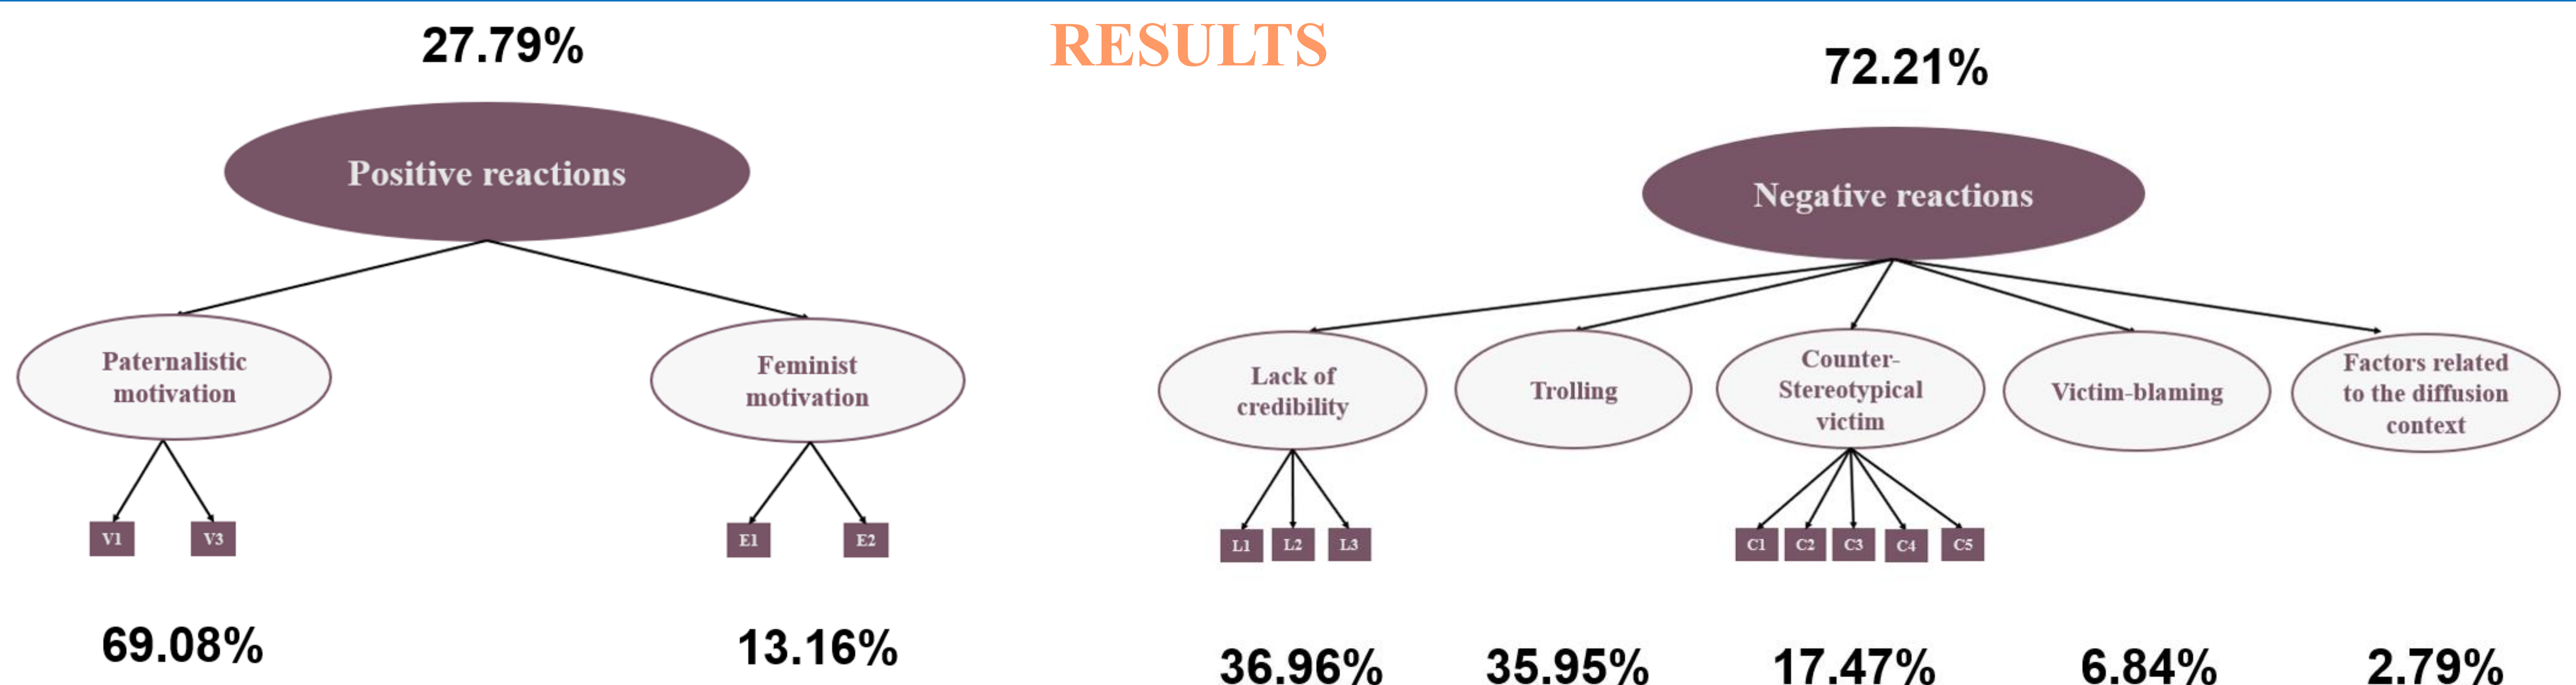 RESULTS
27.79%
Positive reactions
Paternalistic
motivation
Feminist
motivation
V1
V3
E1
E2
69.08%
13.16%
72.21%
Negative reactions
Lack of
credibility
Trolling
Counter-
Stereotypical
victim
Victim-blaming
Factors related
to the diffusion
context
L1
L2
L3
C1
C2
C3
C4
C5
36.96%
35.95%
17.47%
6.84%
2.79%